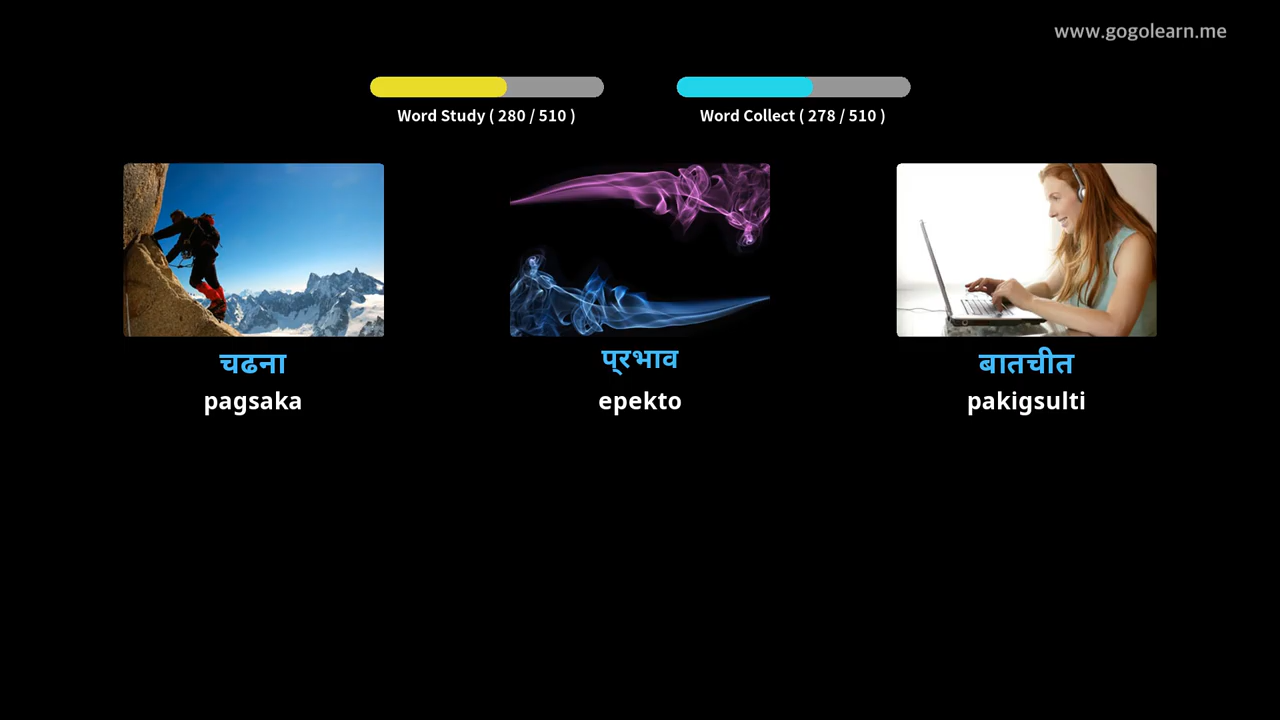 www.gogolearn.me
Word Study ( 280 / 510 )
Word Collect ( 278 / 510 )
चढना
प्रभाव
बातचीत
pagsaka
epekto
pakigsulti